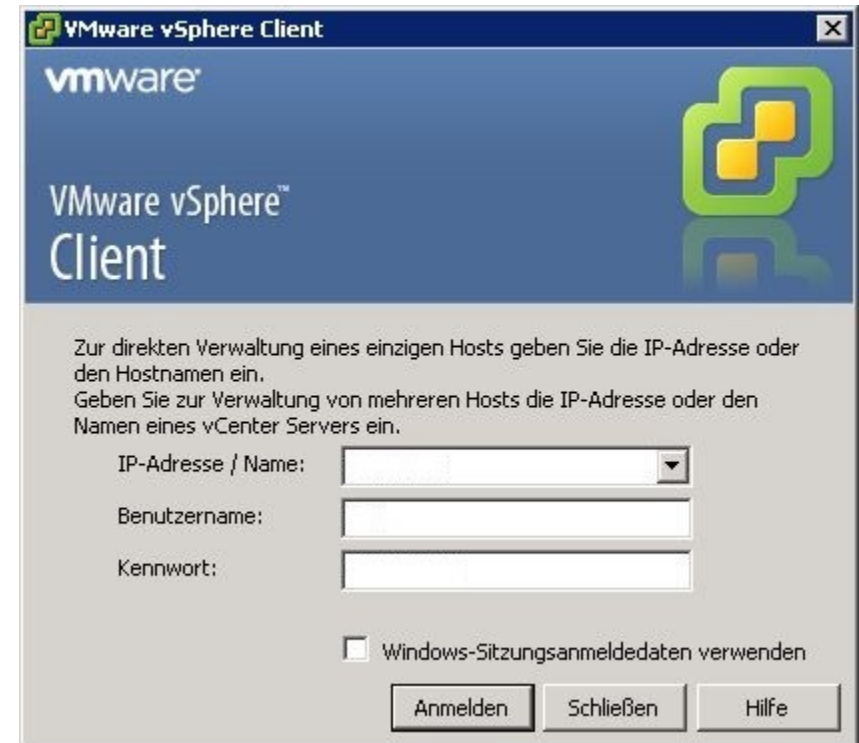 VMware vSphere Client
vmware
VMware vSphere™
Client
Zur direkten Verwaltung eines einzigen Hosts geben Sie die IP-Adresse oder
den Hostnamen ein.
Geben Sie zur Verwaltung von mehreren Hosts die IP-Adresse oder den
Namen eines vCenter Servers ein.
IP-Adresse / Name:
Benutzername:
Kennwort:
Windows-Sitzungsanmeldedaten verwenden
Anmelden Schließen Hilfe